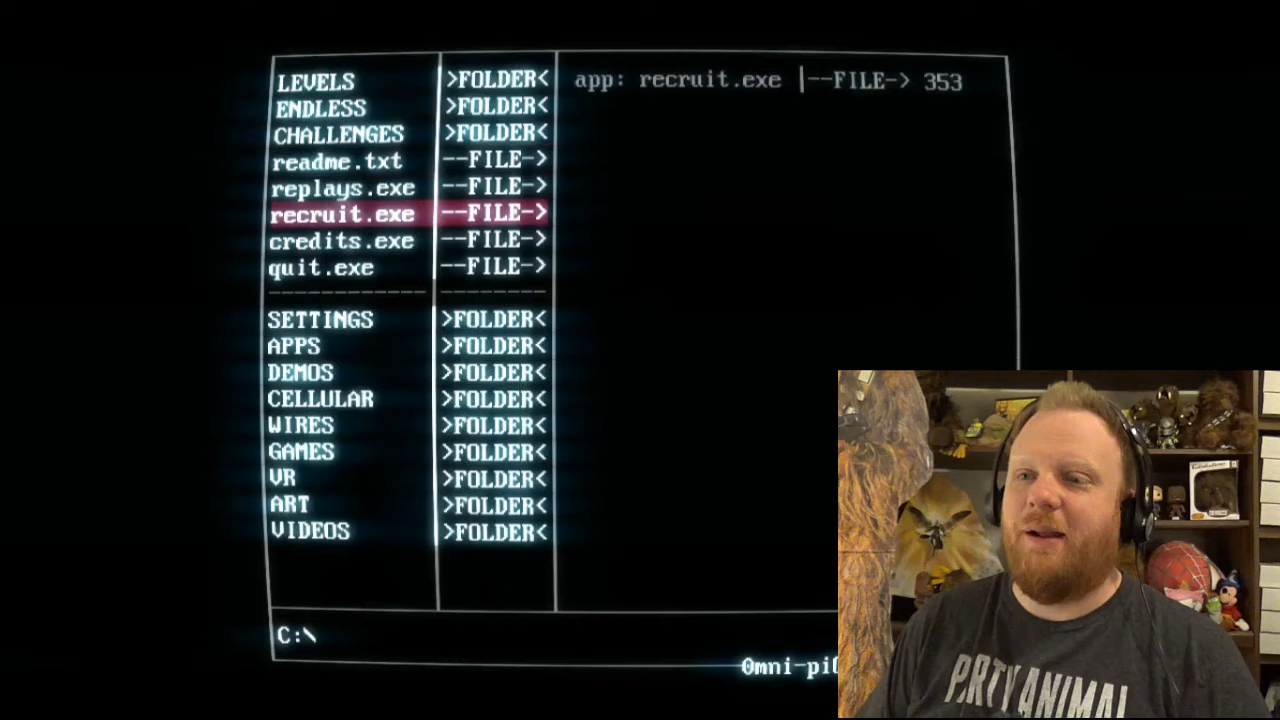 LEVELS >FOLDER< app: recruit.exe |--FILE-> 353
ENDLESS >FOLDER<
CHALLENGES >FOLDER<
readme.txt --FILE->
replays.exe --FILE->
recruit.exe --FILE->
credits.exe --FILE->
quit.exe --FILE->
SETTINGS >FOLDER<
APPS >FOLDER<
DEMOS >FOLDER<
CELLULAR >FOLDER<
WIRES >FOLDER<
GAMES >FOLDER<
VR >FOLDER<
ART >FOLDER<
VIDEOS >FOLDER<
C:\
PARTY ANIMAL